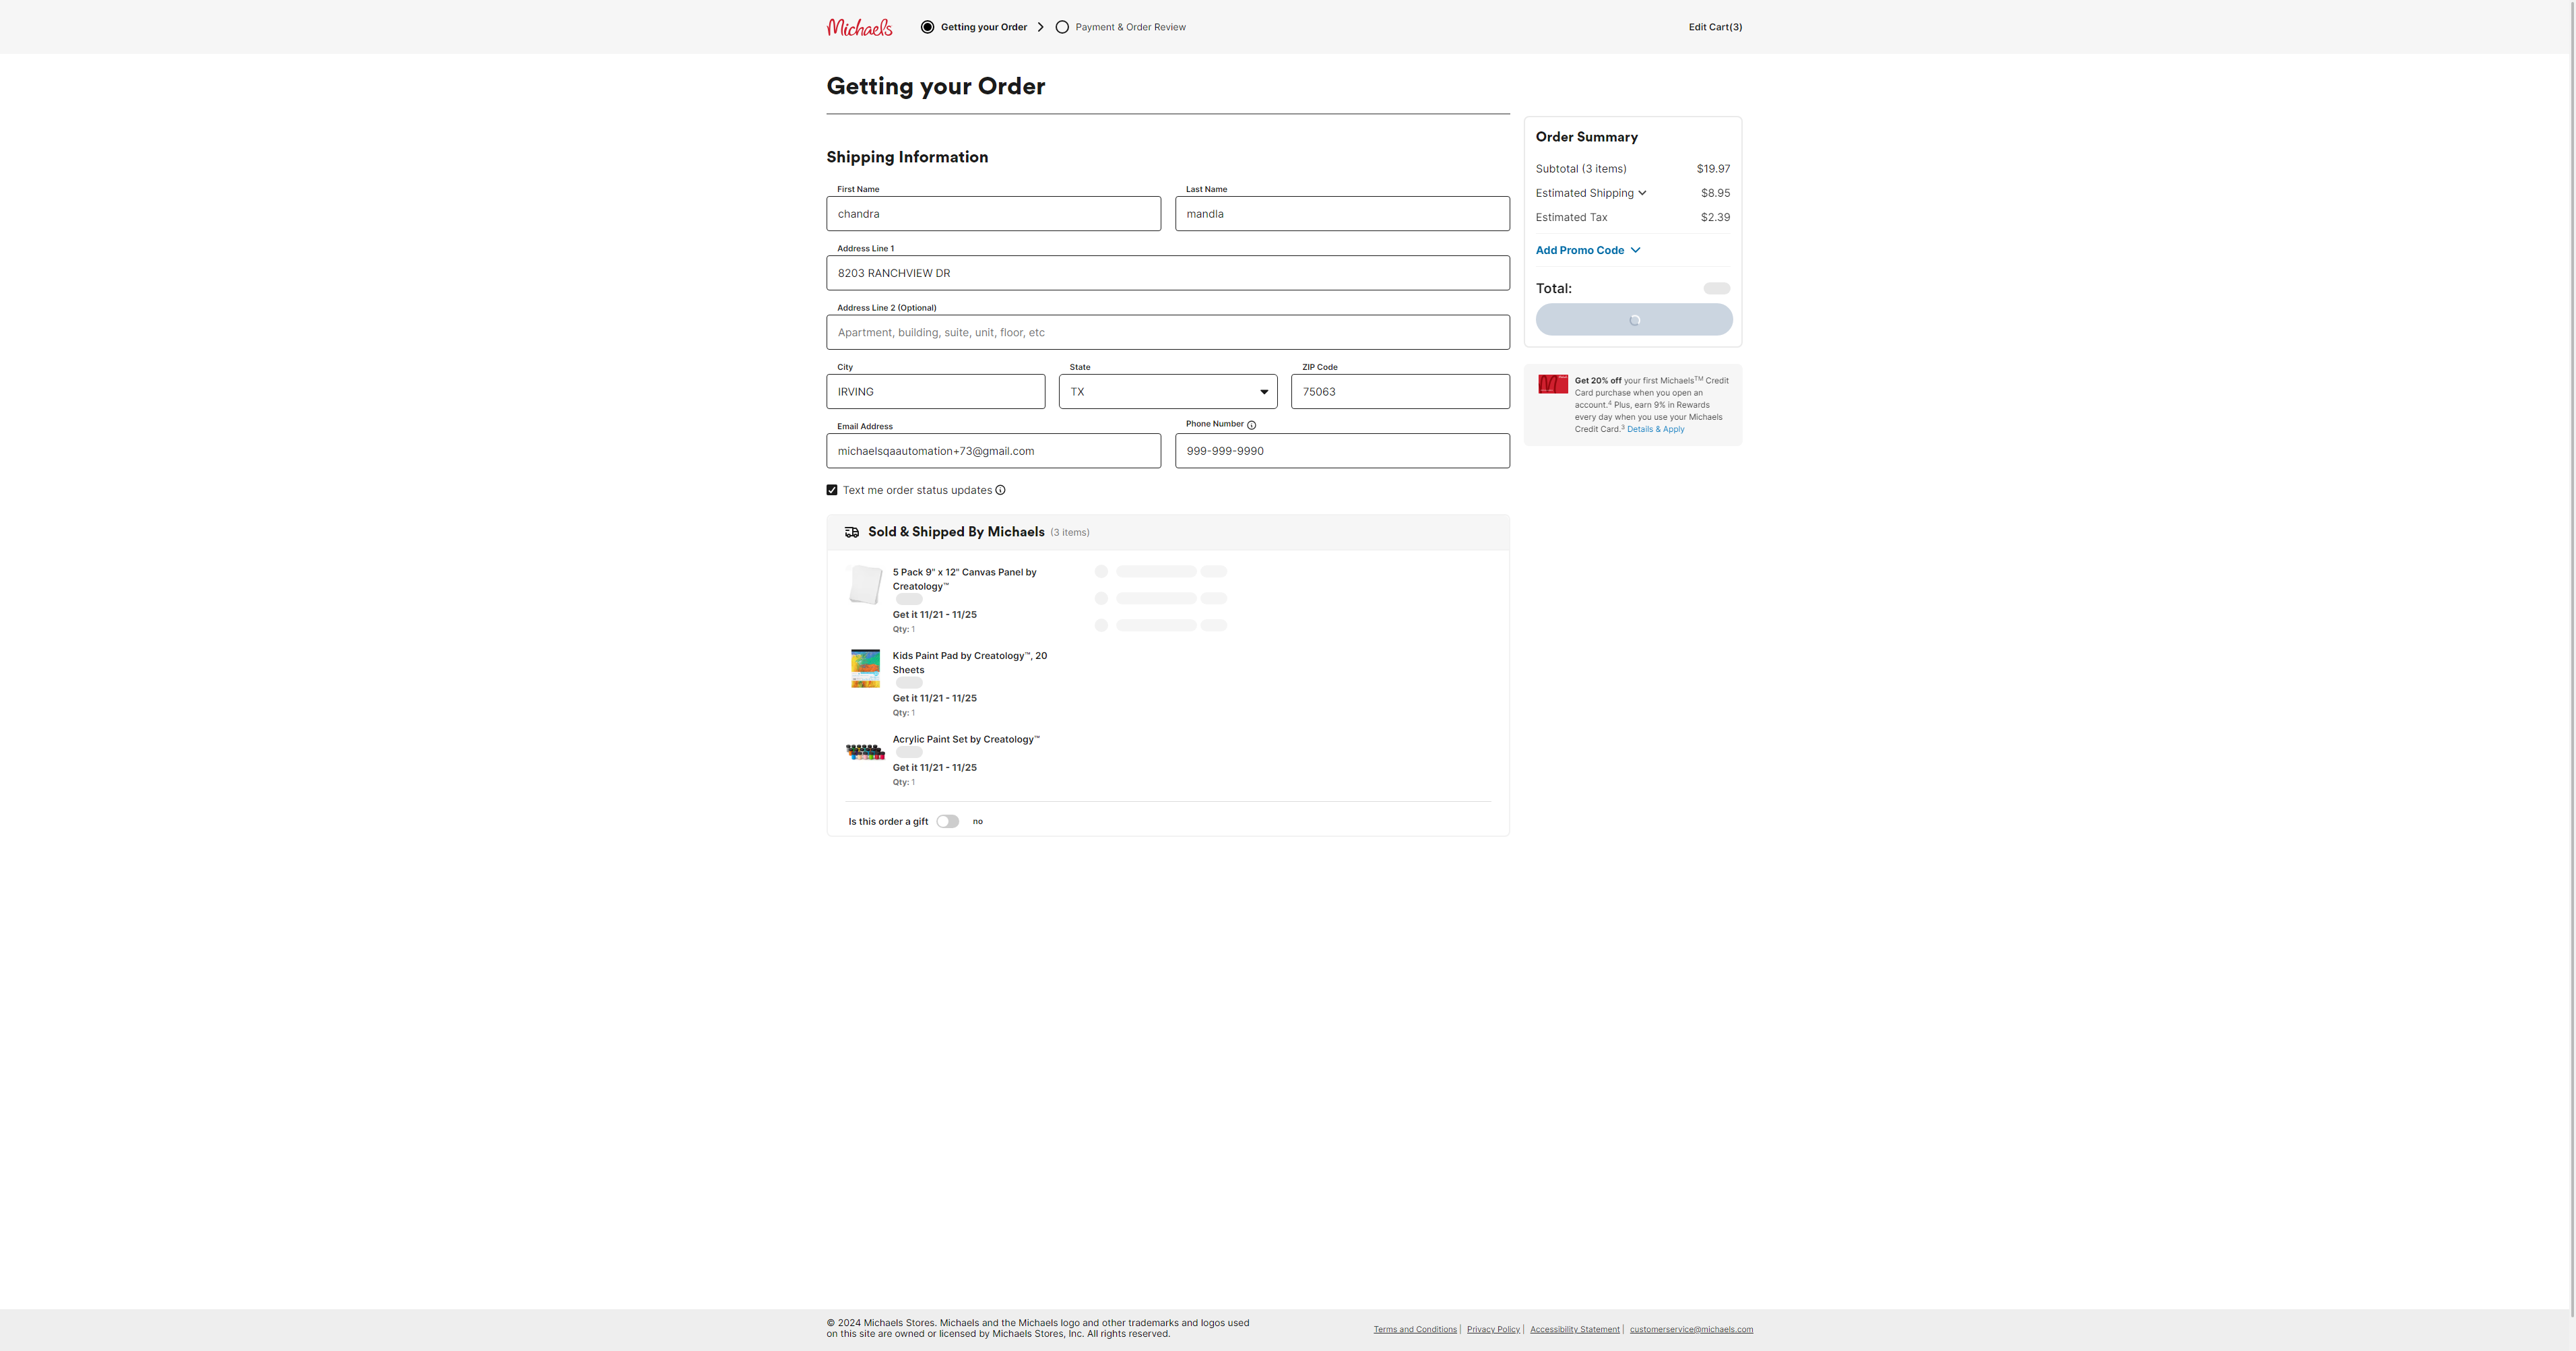 Michaels
Getting your Order
Payment & Order Review
Edit Cart(3)
Getting your Order
Shipping Information
First Name
Last Name
chandra
mandla
Address Line 1
8203 RANCHVIEW DR
Address Line 2 (Optional)
Apartment, building, suite, unit, floor, etc
City
State
ZIP Code
IRVING
TX
75063
Email Address
Phone Number
michaelsqaautomation+73@gmail.com
999-999-9990
Text me order status updates
Sold & Shipped By Michaels (3 items)
5 Pack 9" x 12" Canvas Panel by
Creatology™
Get it 11/21 - 11/25
Qty: 1
Kids Paint Pad by Creatology™, 20
Sheets
Get it 11/21 - 11/25
Qty: 1
Acrylic Paint Set by Creatology™
Get it 11/21 - 11/25
Qty: 1
Is this order a gift
no
Order Summary
Subtotal (3 items) $19.97
Estimated Shipping $8.95
Estimated Tax $2.39
Add Promo Code
Total:
Get 20% off your first Michaels™ Credit
Card purchase when you open an
account.⁴ Plus, earn 9% in Rewards
every day when you use your Michaels
Credit Card.³ Details & Apply
© 2024 Michaels Stores. Michaels and the Michaels logo and other trademarks and logos used
on this site are owned or licensed by Michaels Stores, Inc. All rights reserved.
Terms and Conditions | Privacy Policy | Accessibility Statement | customerservice@michaels.com